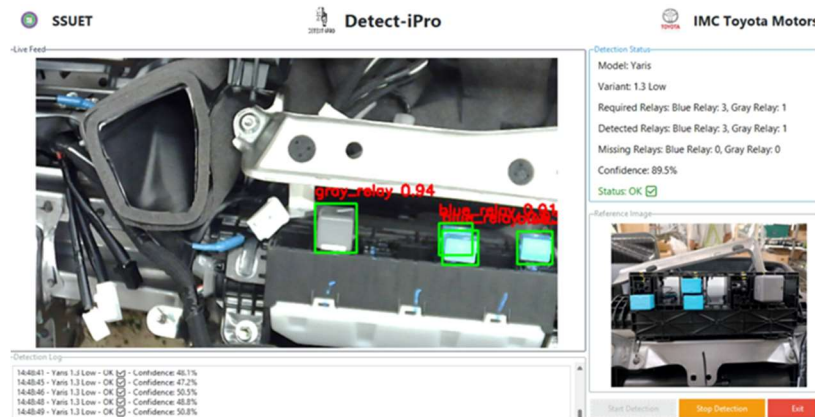 SSUET
Detect-iPro
IMC Toyota Motors
Live Feed
gray_relay 0.94
Detection Status
Model: Yaris
Variant: 1.3 Low
Required Relays: Blue Relay: 3, Gray Relay: 1
Detected Relays: Blue Relay: 3, Gray Relay: 1
Missing Relays: Blue Relay: 0, Gray Relay: 0
Confidence: 89.5%
Status: OK
Reference Image
Detection Log
14:48:41 - Yaris 1.3 Low - OK - Confidence: 48.1%
14:48:45 - Yaris 1.3 Low - OK - Confidence: 47.2%
14:48:46 - Yaris 1.3 Low - OK - Confidence: 50.5%
14:48:48 - Yaris 1.3 Low - OK - Confidence: 48.8%
14:48:49 - Yaris 1.3 Low - OK - Confidence: 50.8%
Start Detection
Stop Detection
Exit